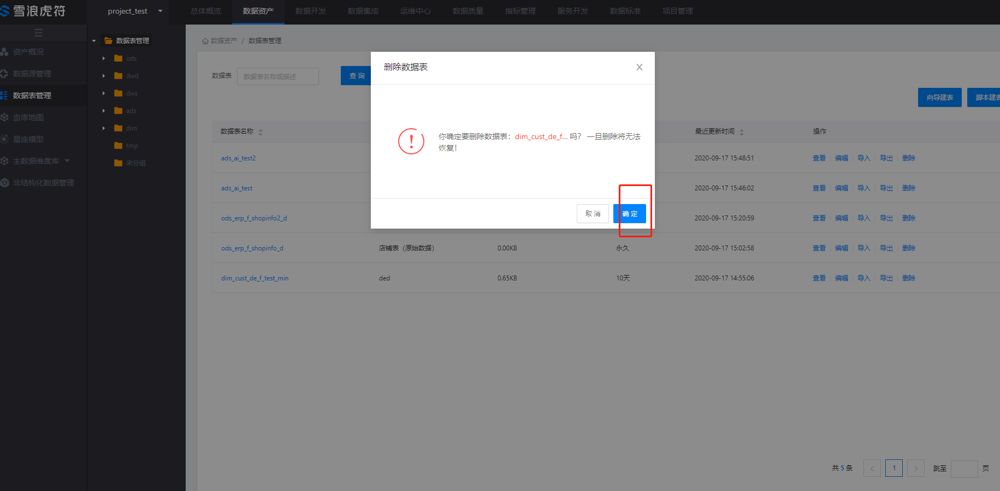 雪浪虎符
project_test
总体概览 数据资产 数据开发 数据集成 运维中心 数据质量 指标管理 服务开发 数据标准 项目管理
资产概况
数据源管理
数据表管理
血缘地图
星座模型
主数据维度库
非结构化数据管理
数据表管理
ods
dwd
dws
ads
dim
tmp
未分组
数据资产 / 数据表管理
数据表 数据表名称或描述 查 询
向导建表 脚本建表
删除数据表
你确定要删除数据表：dim_cust_de_f... 吗？ 一旦删除将无法
恢复！
取 消 确 定
数据表名称 最近更新时间 操作
ads_ai_test2 2020-09-17 15:48:51 查看 编辑 导入 导出 删除
ads_ai_test 2020-09-17 15:46:02 查看 编辑 导入 导出 删除
ods_erp_f_shopinfo2_d 2020-09-17 15:20:59 查看 编辑 导入 导出 删除
ods_erp_f_shopinfo_d 店铺表（原始数据） 0.00KB 永久 2020-09-17 15:02:58 查看 编辑 导入 导出 删除
dim_cust_de_f_test_min ded 0.65KB 10天 2020-09-17 14:55:06 查看 编辑 导入 导出 删除
共 5 条 < 1 > 跳至 页